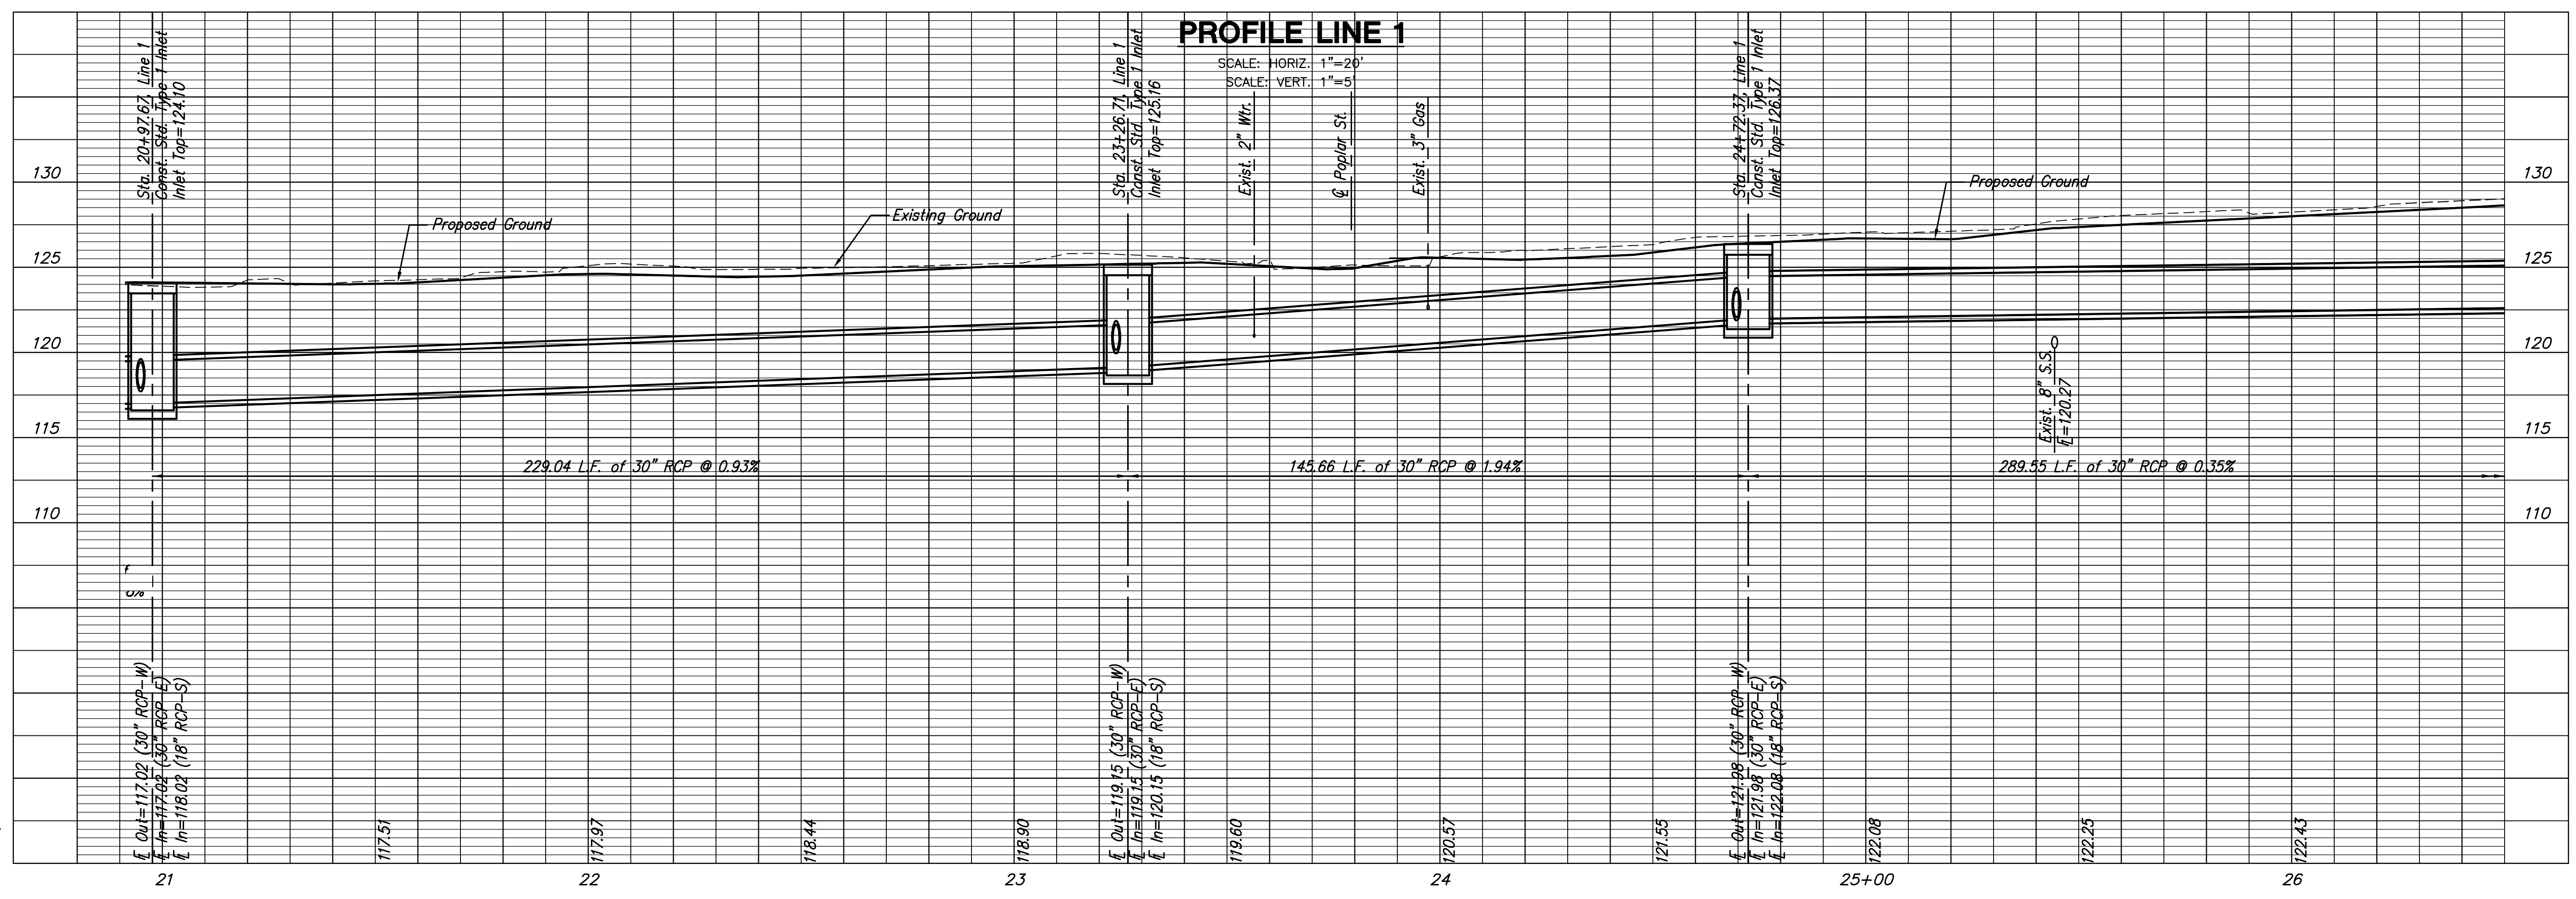 PROFILE LINE 1
SCALE: HORIZ. 1"=20'
SCALE: VERT. 1"=5'
Sta. 20+97.67, Line 1
Const. Std. Type 1 Inlet
Inlet Top=124.10
Sta. 23+26.71, Line 1
Const. Std. Type 1 Inlet
Inlet Top=125.16
Exist. 2" Wtr.
℄ Poplar St.
Exist. 3" Gas
Sta. 24+72.37, Line1
Const. Std. Type 1 Inlet
Inlet Top=126.37
130
130
Proposed Ground
Existing Ground
Proposed Ground
125
125
120
120
Exist. 8" S.S.
=120.27
115
115
229.04 L.F. of 30" RCP @ 0.93%
145.66 L.F. of 30" RCP @ 1.94%
289.55 L.F. of 30" RCP @ 0.35%
110
110
Out=117.02 (30" RCP-W)
In=117.02 (30" RCP-E)
In=118.02 (18" RCP-S)
Out=119.15 (30" RCP-W)
In=119.15 (30" RCP-E)
In=120.15 (18" RCP-S)
Out=121.98 (30" RCP-W)
In=121.98 (30" RCP-E)
In=122.08 (18" RCP-S)
117.51
117.97
118.44
118.90
119.60
120.57
121.55
122.08
122.25
122.43
21
22
23
24
25+00
26